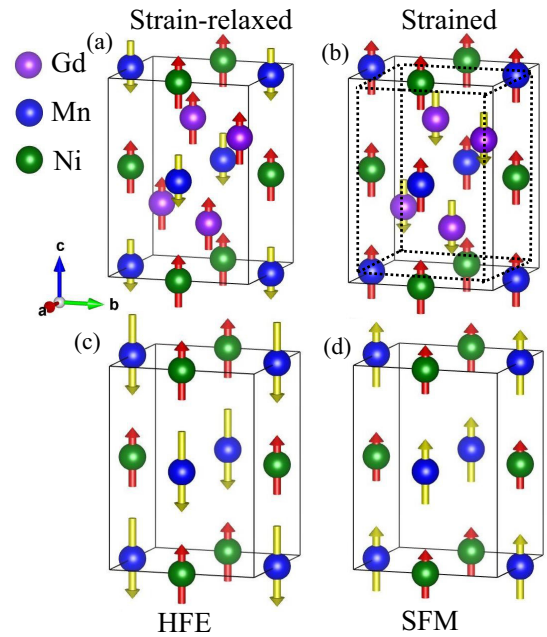 Strain-relaxed
Strained
(a)
(b)
Gd
Mn
Ni
c
a
b
(c)
(d)
HFE
SFM